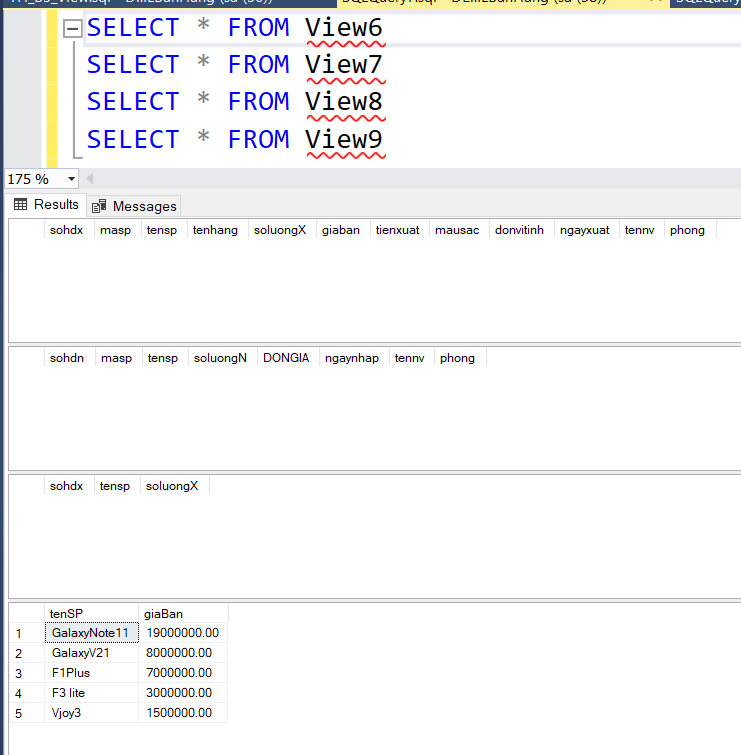 SELECT * FROM View6
SELECT * FROM View7
SELECT * FROM View8
SELECT * FROM View9
175 %
Results Messages
sohdx masp tensp tenhang soluongX giaban tienxuat mausac donvitinh ngayxuat tennv phong
sohdn masp tensp soluongN DONGIA ngaynhap tennv phong
sohdx tensp soluongX
tenSP giaBan
1 GalaxyNote11 19000000.00
2 GalaxyV21 8000000.00
3 F1Plus 7000000.00
4 F3 lite 3000000.00
5 Vjoy3 1500000.00